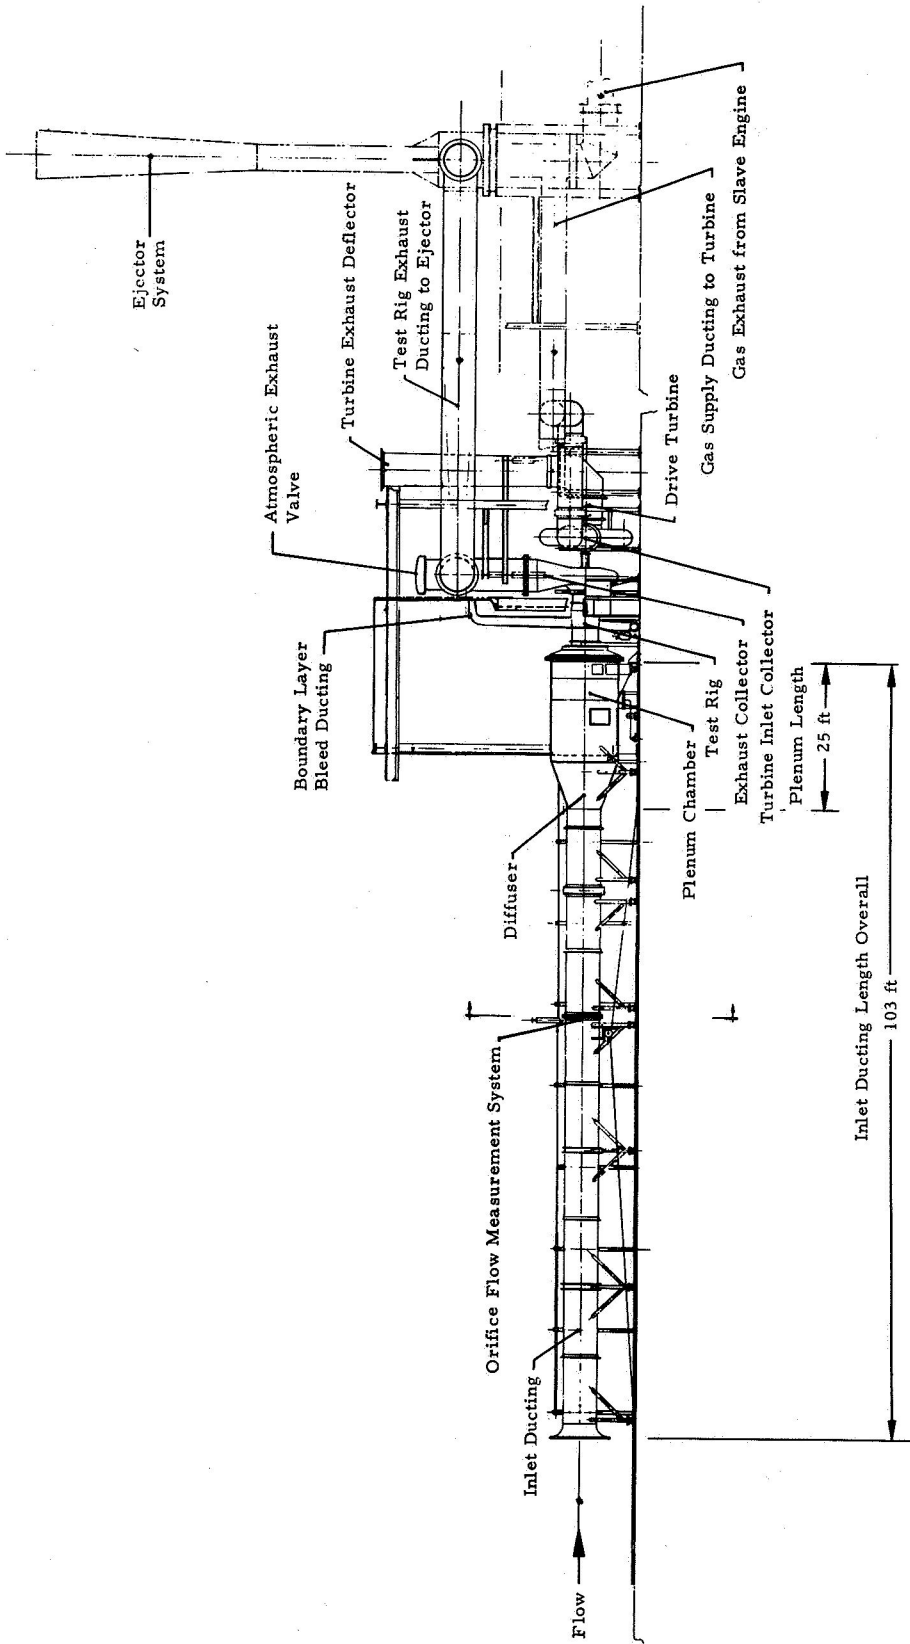 Ejector
System
Atmospheric Exhaust
Valve
Turbine Exhaust Deflector
Test Rig Exhaust
Ducting to Ejector
Boundary Layer
Bleed Ducting
Diffuser
Orifice Flow Measurement System
Inlet Ducting
Flow
Plenum Chamber
Test Rig
Exhaust Collector
Turbine Inlet Collector
Drive Turbine
Gas Supply Ducting to Turbine
Gas Exhaust from Slave Engine
Plenum Length
25 ft
Inlet Ducting Length Overall
103 ft